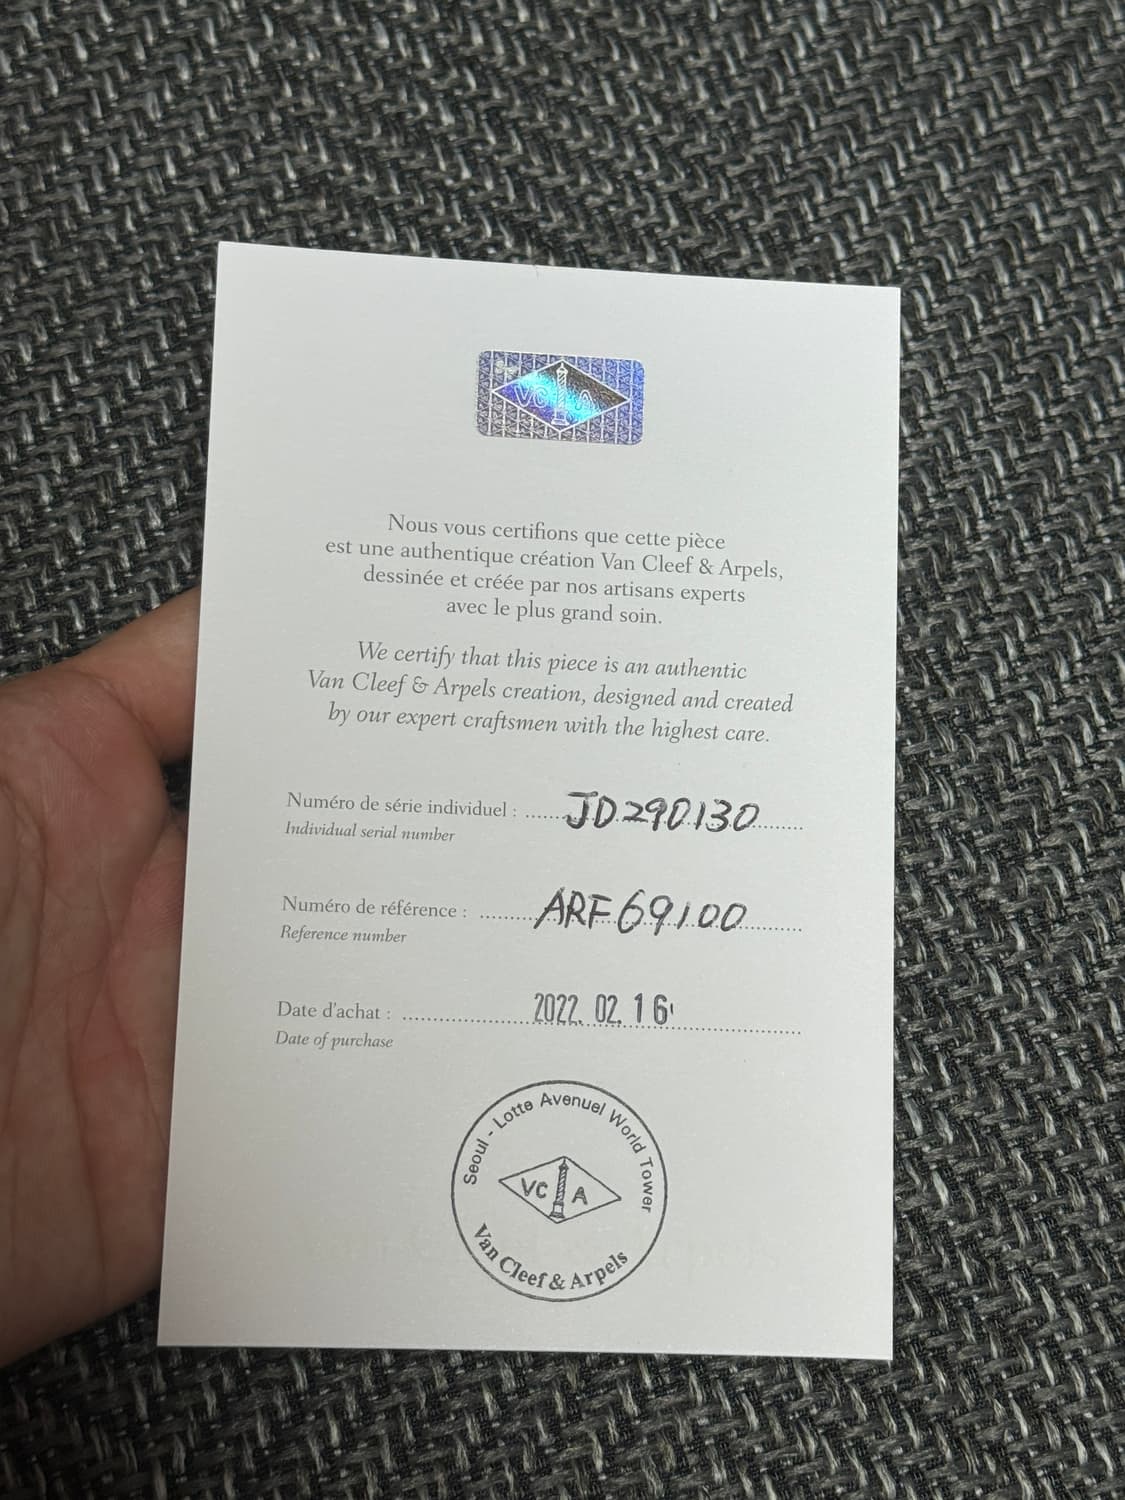 VC A
Nous vous certifions que cette pièce
est une authentique création Van Cleef & Arpels,
dessinée et créée par nos artisans experts
avec le plus grand soin.
We certify that this piece is an authentic
Van Cleef & Arpels creation, designed and created
by our expert craftsmen with the highest care.
Numéro de série individuel : JD290130
Individual serial number
Numéro de référence : ARF69100
Reference number
Date d'achat : 2022. 02. 16
Date of purchase
Seoul - Lotte Avenuel World Tower
VC A
Van Cleef & Arpels